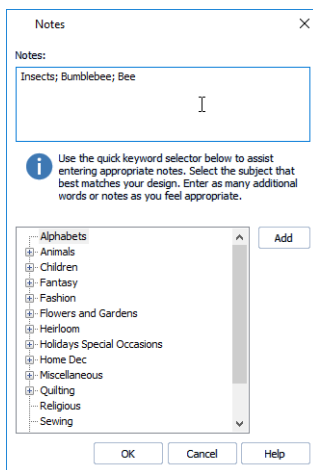 Notes
Notes:
Insects; Bumblebee; Bee
Use the quick keyword selector below to assist
entering appropriate notes. Select the subject that
best matches your design. Enter as many additional
words or notes as you feel appropriate.
Alphabets
Add
Animals
Children
Fantasy
Fashion
Flowers and Gardens
Heirloom
Holidays Special Occasions
Home Dec
Miscellaneous
Quilting
Religious
Sewing
OK
Cancel
Help